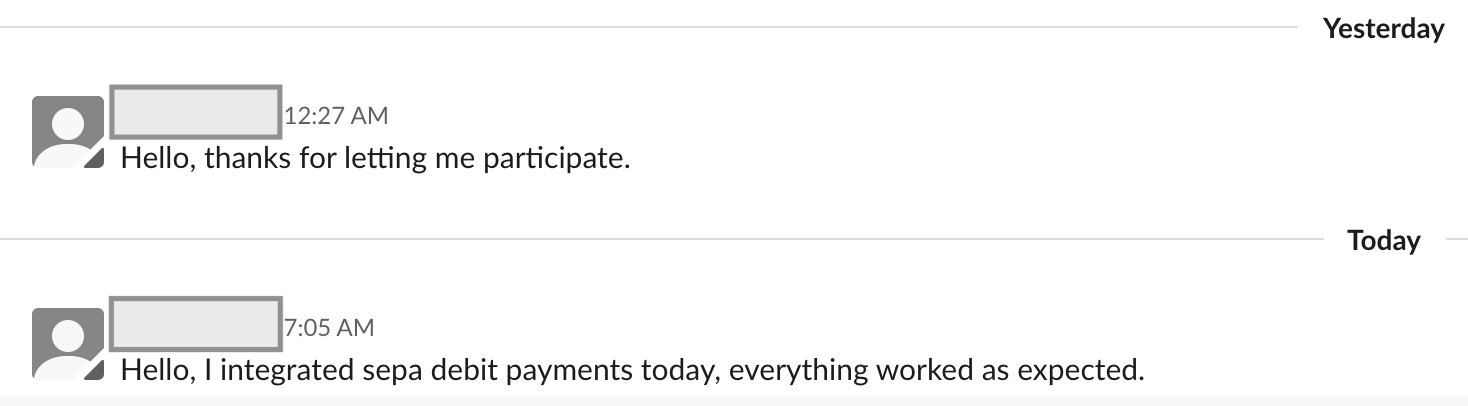 Yesterday
12:27 AM
Hello, thanks for letting me participate.
Today
7:05 AM
Hello, I integrated sepa debit payments today, everything worked as expected.